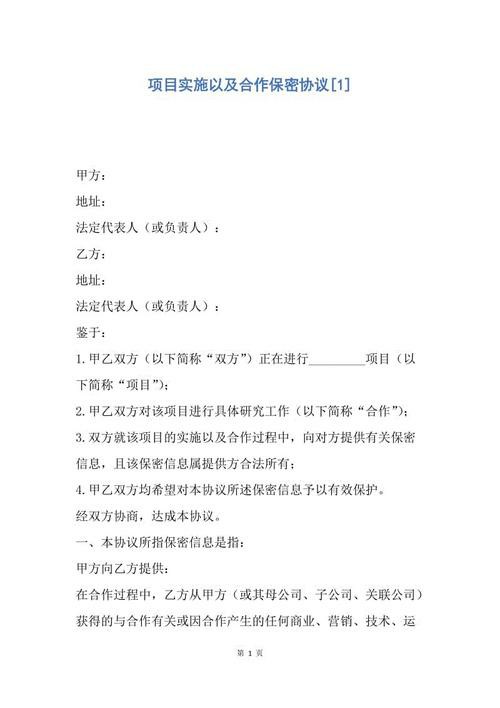 项目实施以及合作保密协议[1]
甲方：
地址：
法定代表人（或负责人）：
乙方：
地址：
法定代表人（或负责人）：
鉴于：
1.甲乙双方（以下简称“双方”）正在进行_________项目（以
下简称“项目”）；
2.甲乙双方对该项目进行具体研究工作（以下简称“合作”）；
3.双方就该项目的实施以及合作过程中，向对方提供有关保密
信息，且该保密信息属提供方合法所有；
4.甲乙双方均希望对本协议所述保密信息予以有效保护。
经双方协商，达成本协议。
一、本协议所指保密信息是指：
甲方向乙方提供：
在合作过程中，乙方从甲方（或其母公司、子公司、关联公司）
获得的与合作有关或因合作产生的任何商业、营销、技术、运
第 1 页